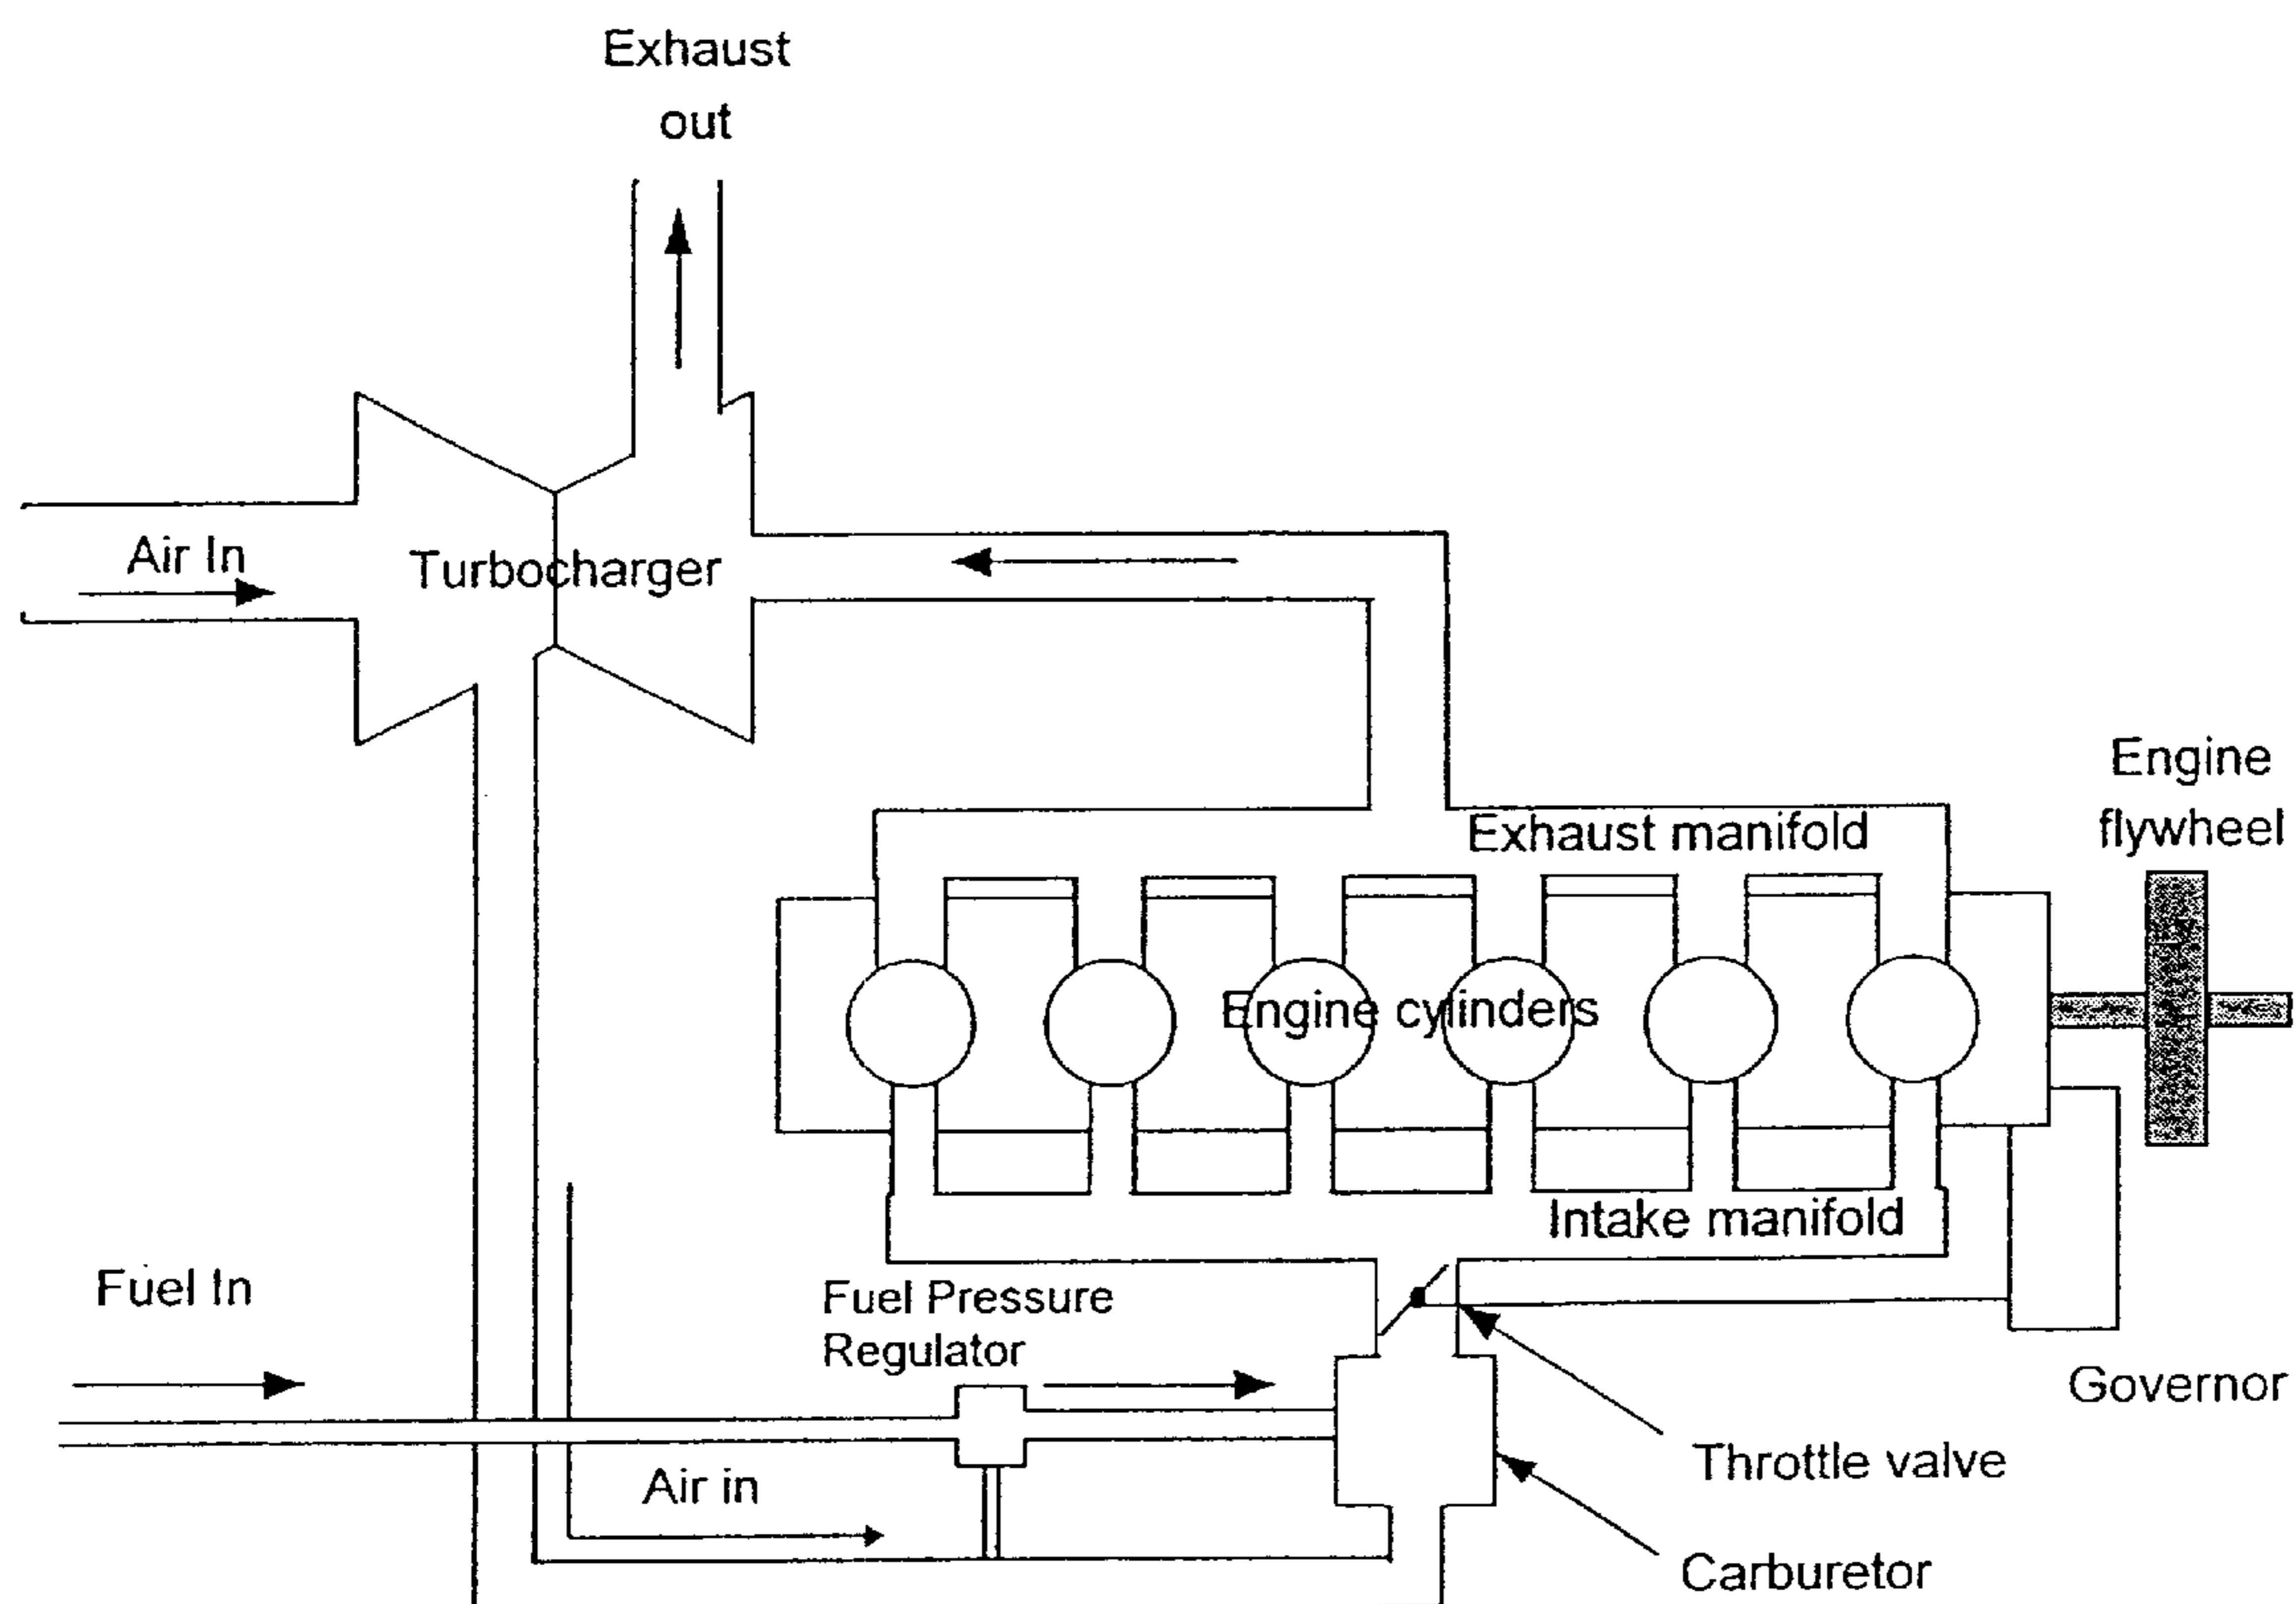 Exhaust
out
Air In
Turbocharger
Engine
flywheel
Exhaust manifold
Engine cylinders
Intake manifold
Fuel In
Fuel Pressure
Regulator
Governor
Throttle valve
Air in
Carburetor